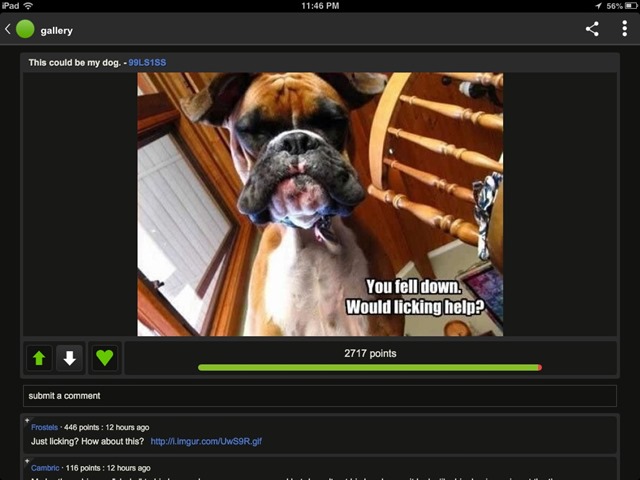 iPad 11:46 PM 56%
gallery
This could be my dog. - 99LS1SS
You fell down.
Would licking help?
2717 points
submit a comment
Frostels · 446 points : 12 hours ago
Just licking? How about this? http://i.imgur.com/UwS9R.gif
Cambric · 116 points : 12 hours ago